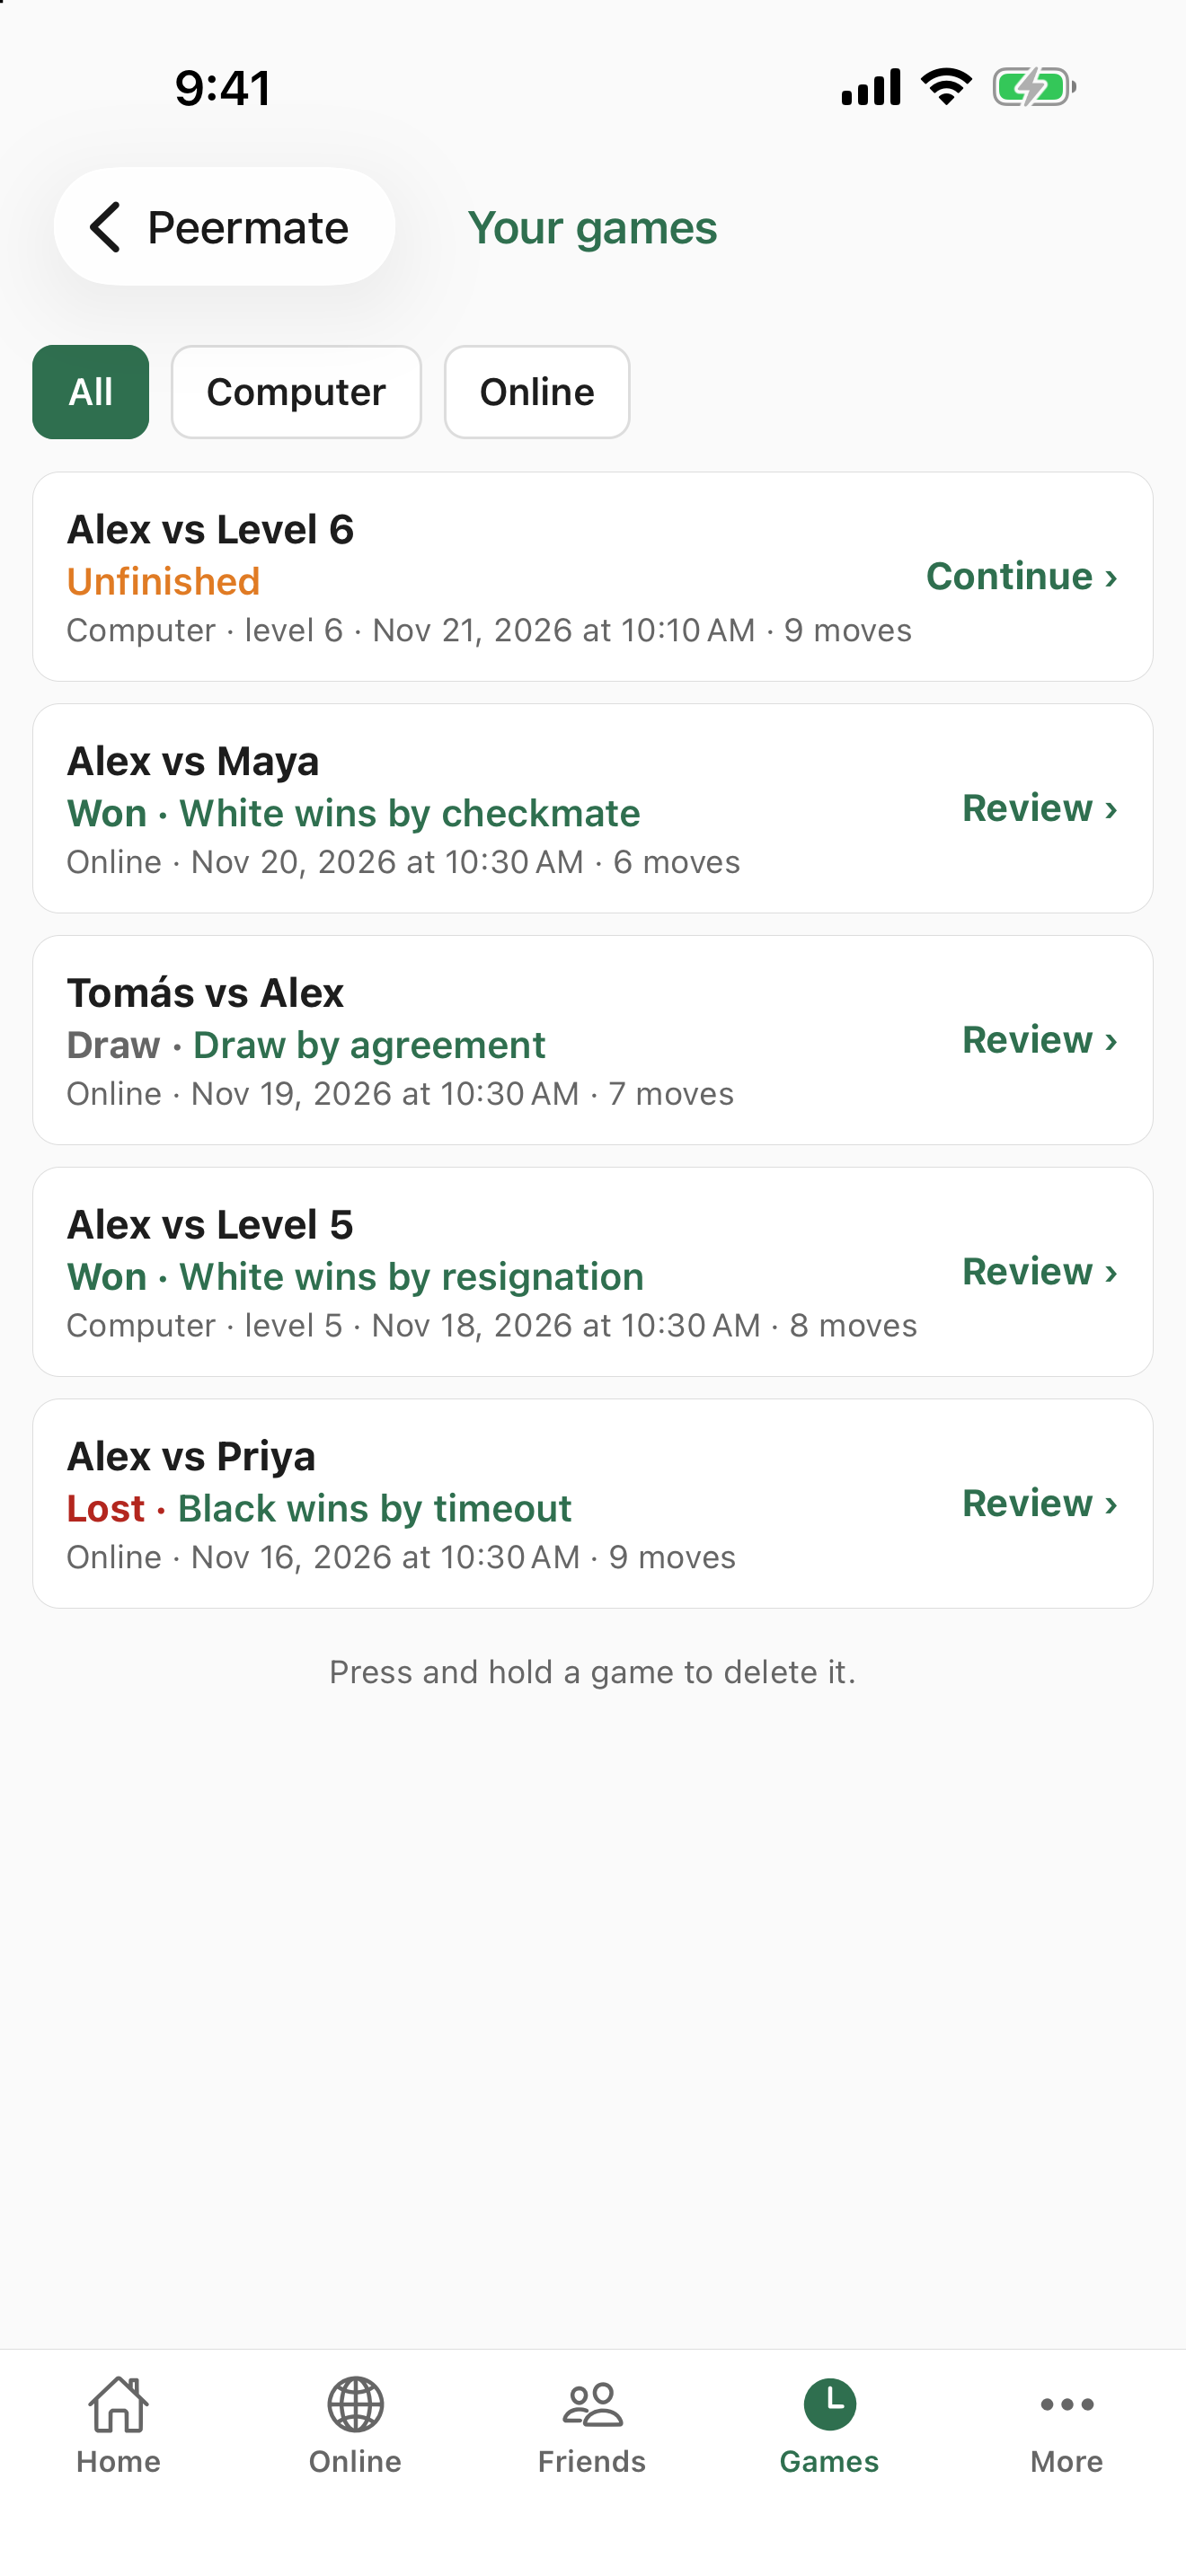 9:41
Peermate
Your games
All
Computer
Online
Alex vs Level 6
Unfinished
Computer · level 6 · Nov 21, 2026 at 10:10 AM · 9 moves
Continue ›
Alex vs Maya
Won · White wins by checkmate
Online · Nov 20, 2026 at 10:30 AM · 6 moves
Review ›
Tomás vs Alex
Draw · Draw by agreement
Online · Nov 19, 2026 at 10:30 AM · 7 moves
Review ›
Alex vs Level 5
Won · White wins by resignation
Computer · level 5 · Nov 18, 2026 at 10:30 AM · 8 moves
Review ›
Alex vs Priya
Lost · Black wins by timeout
Online · Nov 16, 2026 at 10:30 AM · 9 moves
Review ›
Press and hold a game to delete it.
Home
Online
Friends
Games
More